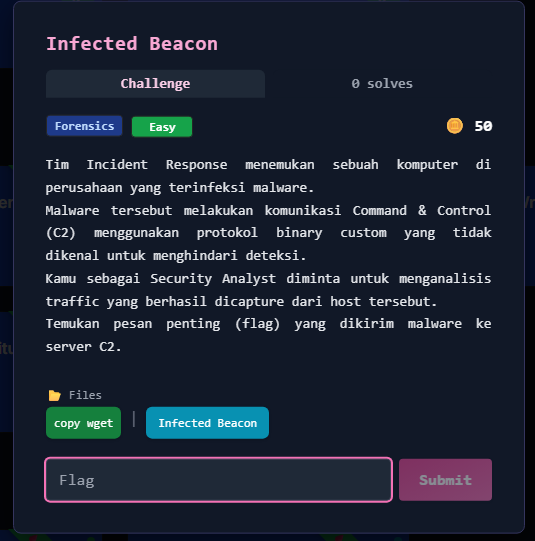 Infected Beacon
Challenge
0 solves
Forensics
Easy
50
Tim Incident Response menemukan sebuah komputer di
perusahaan yang terinfeksi malware.
Malware tersebut melakukan komunikasi Command & Control
(C2) menggunakan protokol binary custom yang tidak
dikenal untuk menghindari deteksi.
Kamu sebagai Security Analyst diminta untuk menganalisis
traffic yang berhasil dicapture dari host tersebut.
Temukan pesan penting (flag) yang dikirim malware ke
server C2.
Files
copy wget
|
Infected Beacon
Flag
Submit